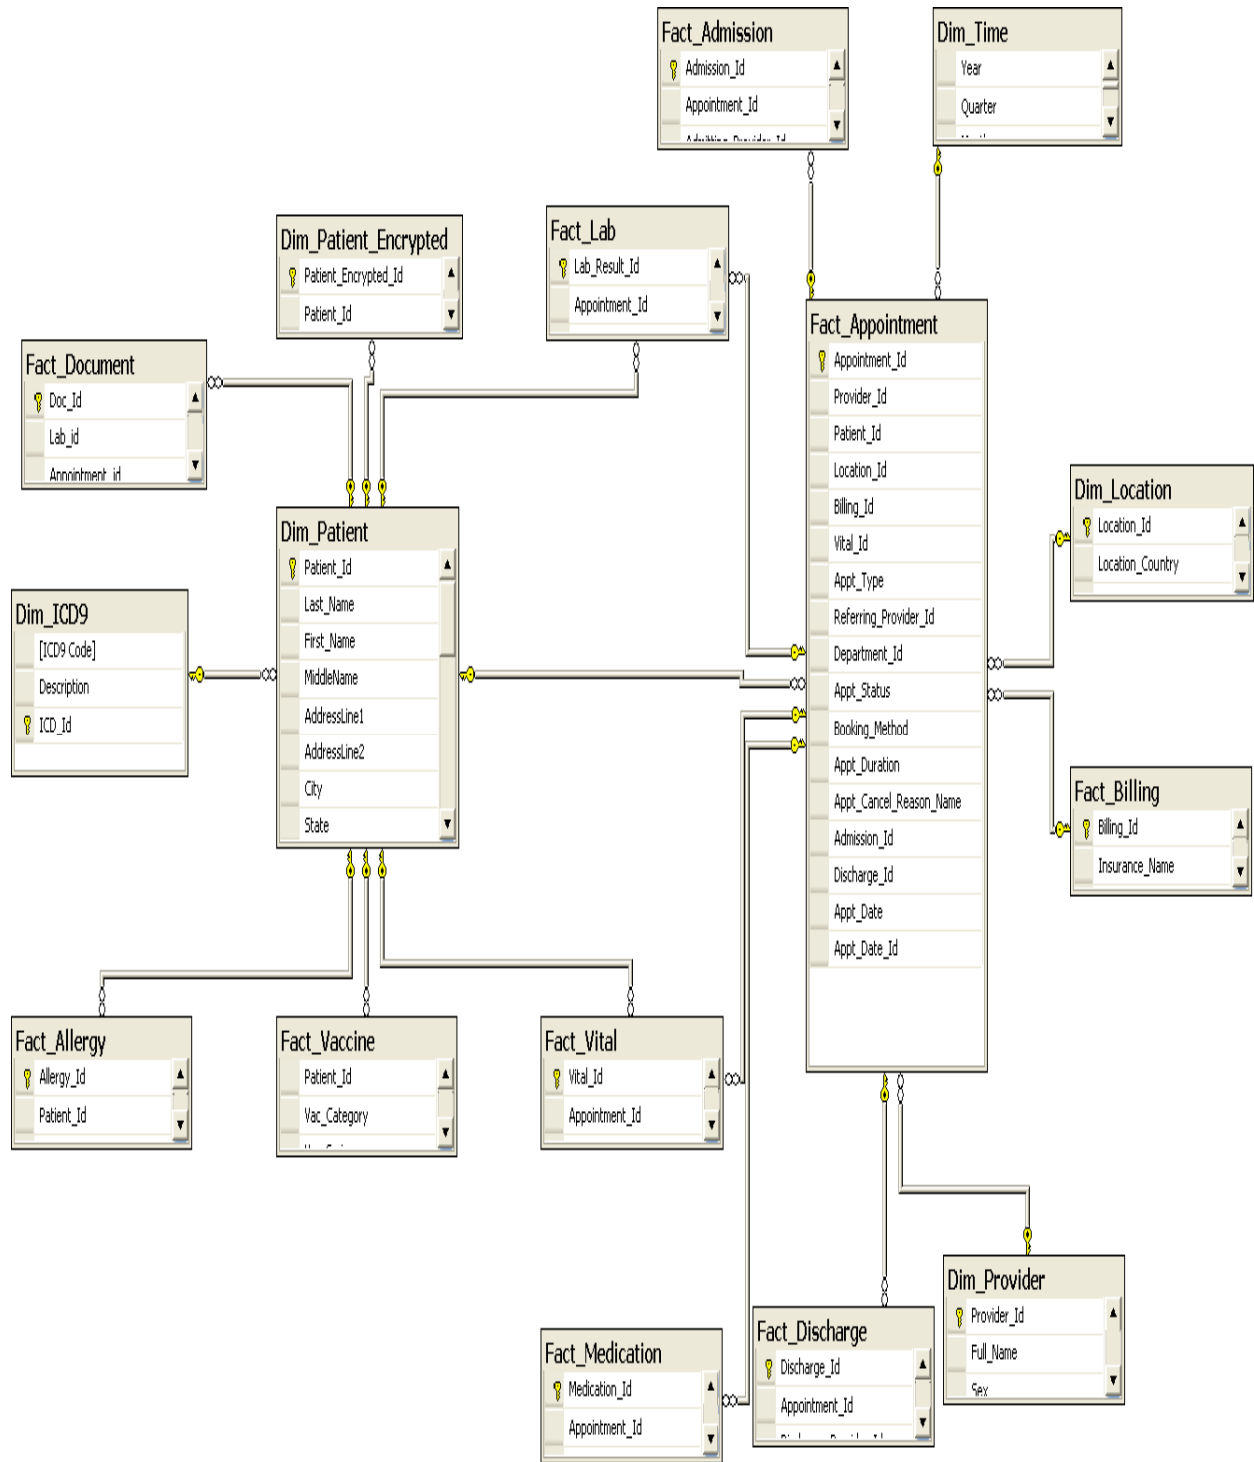 Fact_Admission
Admission_Id
Appointment_Id
Admitting_Provider_Id
Dim_Time
Year
Quarter
Dim_Patient_Encrypted
Patient_Encrypted_Id
Patient_Id
Fact_Lab
Lab_Result_Id
Appointment_Id
Fact_Document
Doc_Id
Lab_id
Appointment_id
Fact_Appointment
Appointment_Id
Provider_Id
Patient_Id
Location_Id
Billing_Id
Vital_Id
Appt_Type
Referring_Provider_Id
Department_Id
Appt_Status
Booking_Method
Appt_Duration
Appt_Cancel_Reason_Name
Admission_Id
Discharge_Id
Appt_Date
Appt_Date_Id
Dim_Location
Location_Id
Location_Country
Dim_Patient
Patient_Id
Last_Name
First_Name
MiddleName
AddressLine1
AddressLine2
City
State
Dim_ICD9
[ICD9 Code]
Description
ICD_Id
Fact_Billing
Billing_Id
Insurance_Name
Fact_Allergy
Allergy_Id
Patient_Id
Fact_Vaccine
Patient_Id
Vac_Category
Fact_Vital
Vital_Id
Appointment_Id
Dim_Provider
Provider_Id
Full_Name
Sex
Fact_Discharge
Discharge_Id
Appointment_Id
Fact_Medication
Medication_Id
Appointment_Id